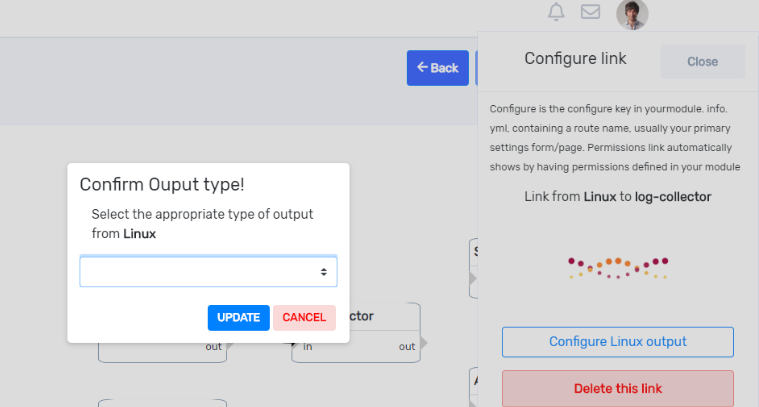 Back
Configure link
Close
Configure is the configure key in yourmodule. info.
yml, containing a route name, usually your primary
settings form/page. Permissions link automatically
shows by having permissions defined in your module
Link from Linux to log-collector
Confirm Ouput type!
Select the appropriate type of output
from Linux
UPDATE
CANCEL
ctor
out
in
out
Configure Linux output
Delete this link